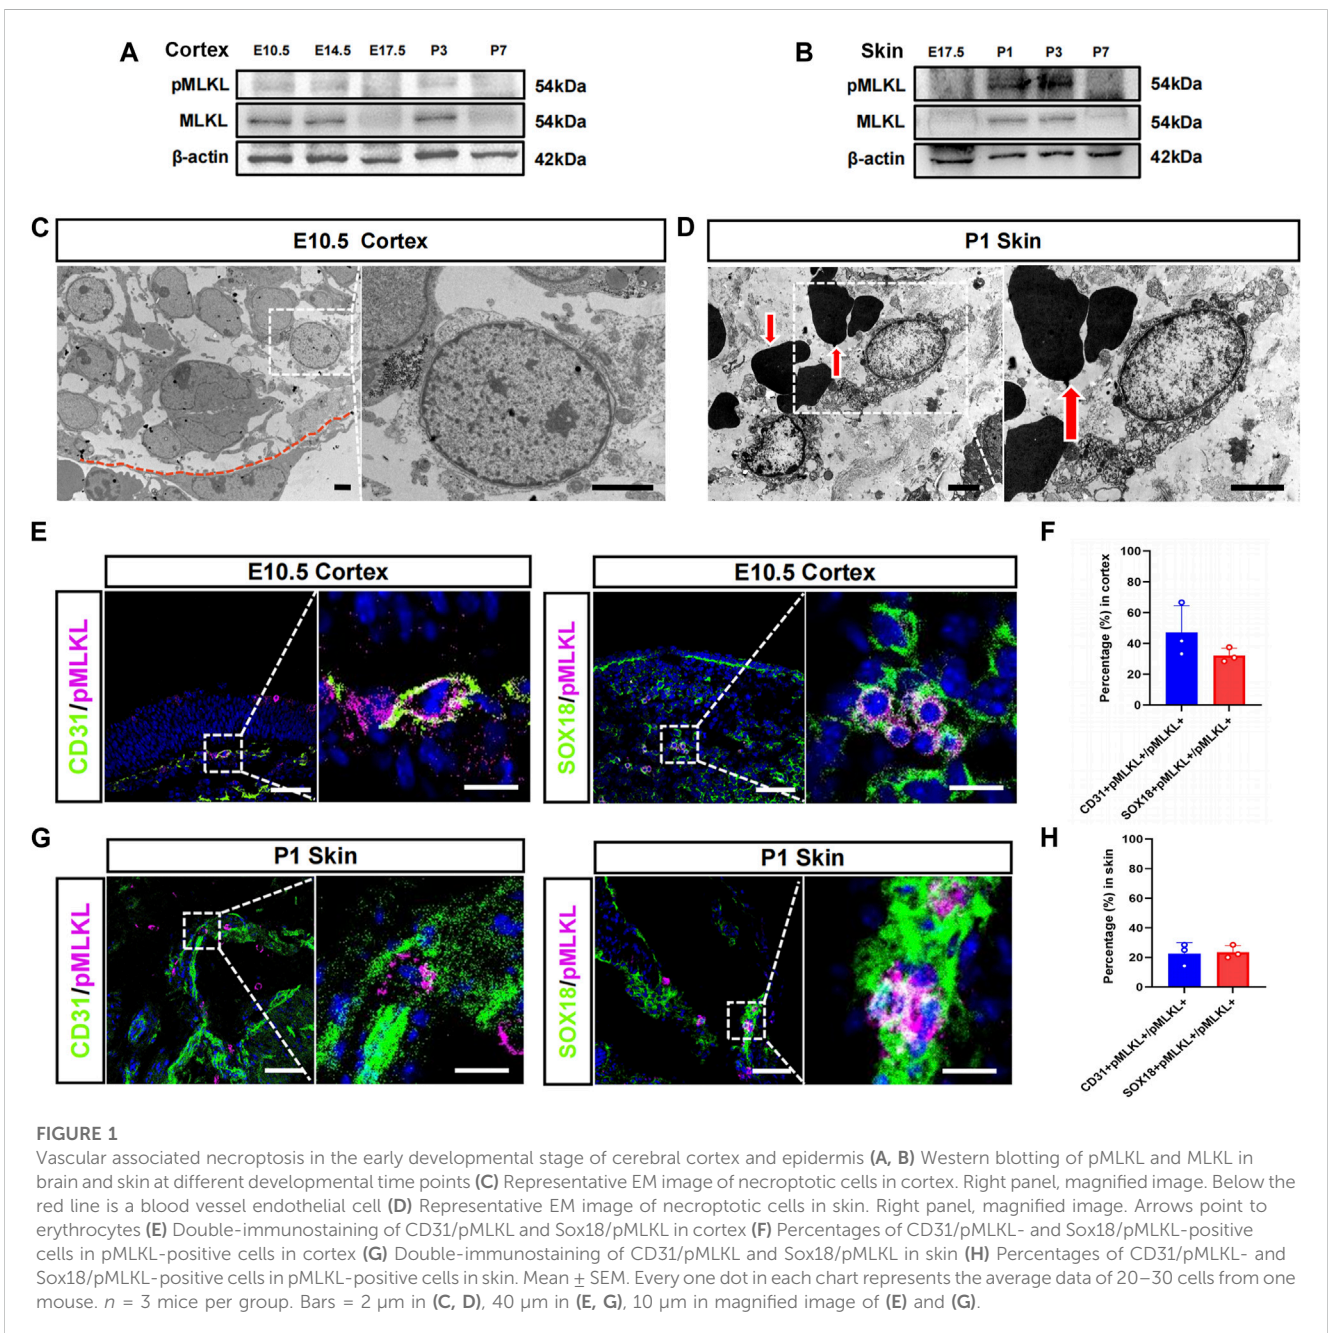 A
Cortex E10.5 E14.5 E17.5 P3 P7
pMLKL 54kDa
MLKL 54kDa
β-actin 42kDa
B
Skin E17.5 P1 P3 P7
pMLKL 54kDa
MLKL 54kDa
β-actin 42kDa
C
E10.5 Cortex
D
P1 Skin
E
E10.5 Cortex
CD31/pMLKL
E10.5 Cortex
SOX18/pMLKL
F
Percentage (%) in cortex
100
80
60
40
20
0
CD31+pMLKL+/pMLKL+
SOX18+pMLKL+/pMLKL+
G
P1 Skin
CD31/pMLKL
P1 Skin
SOX18/pMLKL
H
Percentage (%) in skin
100
80
60
40
20
0
CD31+pMLKL+/pMLKL+
SOX18+pMLKL+/pMLKL+
FIGURE 1
Vascular associated necroptosis in the early developmental stage of cerebral cortex and epidermis (A, B) Western blotting of pMLKL and MLKL in
brain and skin at different developmental time points (C) Representative EM image of necroptotic cells in cortex. Right panel, magnified image. Below the
red line is a blood vessel endothelial cell (D) Representative EM image of necroptotic cells in skin. Right panel, magnified image. Arrows point to
erythrocytes (E) Double-immunostaining of CD31/pMLKL and Sox18/pMLKL in cortex (F) Percentages of CD31/pMLKL- and Sox18/pMLKL-positive
cells in pMLKL-positive cells in cortex (G) Double-immunostaining of CD31/pMLKL and Sox18/pMLKL in skin (H) Percentages of CD31/pMLKL- and
Sox18/pMLKL-positive cells in pMLKL-positive cells in skin. Mean ± SEM. Every one dot in each chart represents the average data of 20–30 cells from one
mouse. n = 3 mice per group. Bars = 2 μm in (C, D), 40 μm in (E, G), 10 μm in magnified image of (E) and (G).